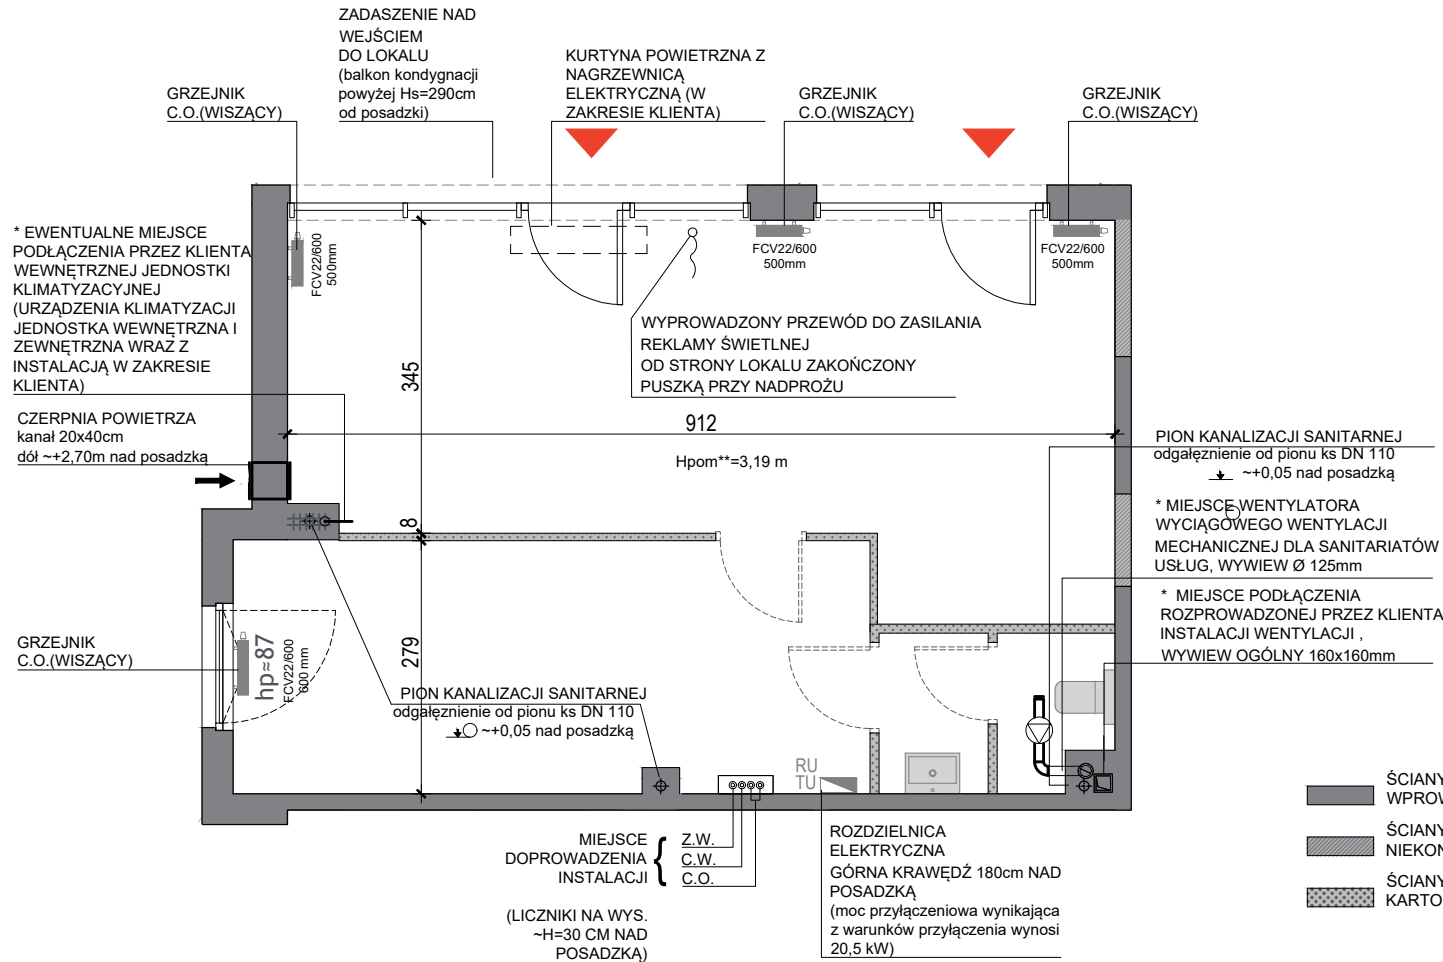 ZADASZENIE NAD
WEJŚCIEM
DO LOKALU
(balkon kondygnacji
powyżej Hs=290cm
od posadzki)
KURTYNA POWIETRZNA Z
NAGRZEWNICĄ
ELEKTRYCZNĄ (W
ZAKRESIE KLIENTA)
GRZEJNIK
C.O.(WISZĄCY)
GRZEJNIK
C.O.(WISZĄCY)
GRZEJNIK
C.O.(WISZĄCY)
* EWENTUALNE MIEJSCE
PODŁĄCZENIA PRZEZ KLIENTA
WEWNĘTRZNEJ JEDNOSTKI
KLIMATYZACYJNEJ
(URZĄDZENIA KLIMATYZACJI
JEDNOSTKA WEWNĘTRZNA I
ZEWNĘTRZNA WRAZ Z
INSTALACJĄ W ZAKRESIE
KLIENTA)
FCV22/600
500mm
FCV22/600
500mm
FCV22/600
500mm
WYPROWADZONY PRZEWÓD DO ZASILANIA
REKLAMY ŚWIETLNEJ
OD STRONY LOKALU ZAKOŃCZONY
PUSZKĄ PRZY NADPROŻU
345
912
Hpom**=3,19 m
CZERPNIA POWIETRZA
kanał 20x40cm
dół ~+2,70m nad posadzką
PION KANALIZACJI SANITARNEJ
odgałęznienie od pionu ks DN 110
~+0,05 nad posadzką
* MIEJSCE WENTYLATORA
WYCIĄGOWEGO WENTYLACJI
MECHANICZNEJ DLA SANITARIATÓW
USŁUG, WYWIEW Ø 125mm
* MIEJSCE PODŁĄCZENIA
ROZPROWADZONEJ PRZEZ KLIENTA
INSTALACJI WENTYLACJI ,
WYWIEW OGÓLNY 160x160mm
8
279
GRZEJNIK
C.O.(WISZĄCY)
hp≈87
FCV22/600
600 mm
PION KANALIZACJI SANITARNEJ
odgałęznienie od pionu ks DN 110
~+0,05 nad posadzką
RU
TU
MIEJSCE
DOPROWADZENIA
INSTALACJI
Z.W.
C.W.
C.O.
(LICZNIKI NA WYS.
~H=30 CM NAD
POSADZKĄ)
ROZDZIELNICA
ELEKTRYCZNA
GÓRNA KRAWĘDŹ 180cm NAD
POSADZKĄ
(moc przyłączeniowa wynikająca
z warunków przyłączenia wynosi
20,5 kW)
ŚCIANY
WPROW
ŚCIANY
NIEKON
ŚCIANY
KARTO